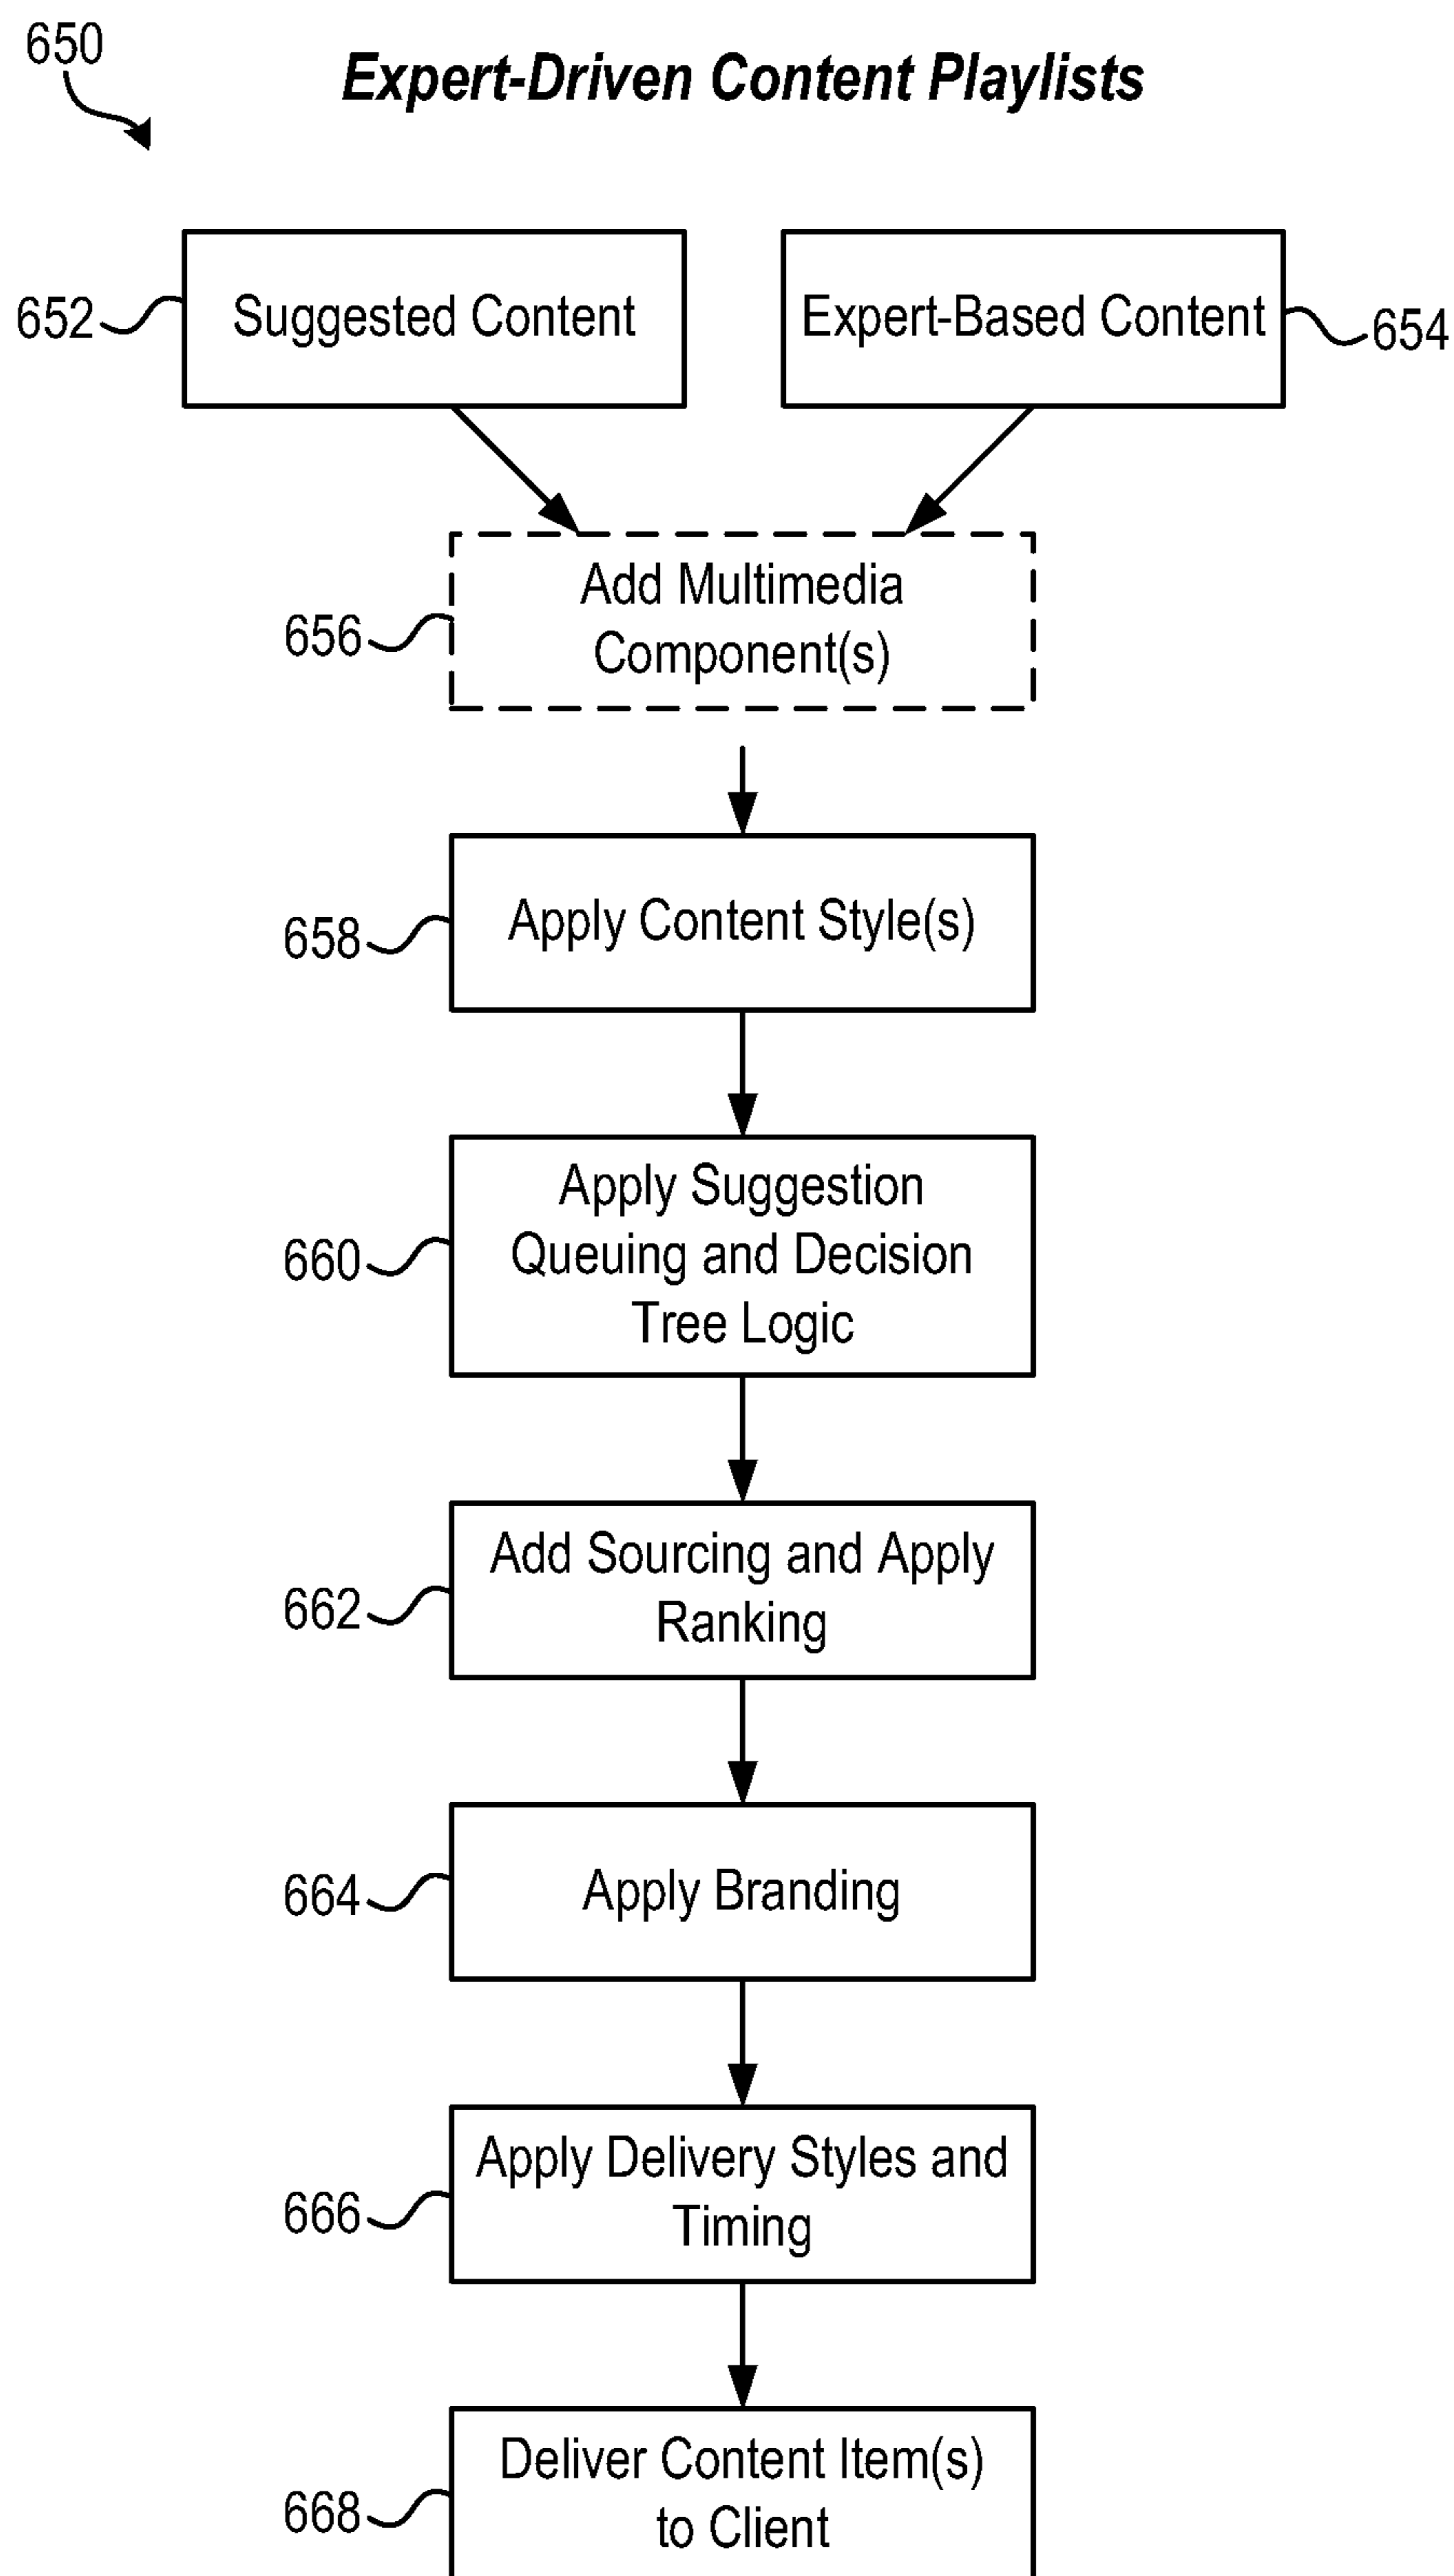 650
Expert-Driven Content Playlists
652
Suggested Content
Expert-Based Content
654
656
Add Multimedia
Component(s)
658
Apply Content Style(s)
660
Apply Suggestion
Queuing and Decision
Tree Logic
662
Add Sourcing and Apply
Ranking
664
Apply Branding
666
Apply Delivery Styles and
Timing
668
Deliver Content Item(s)
to Client